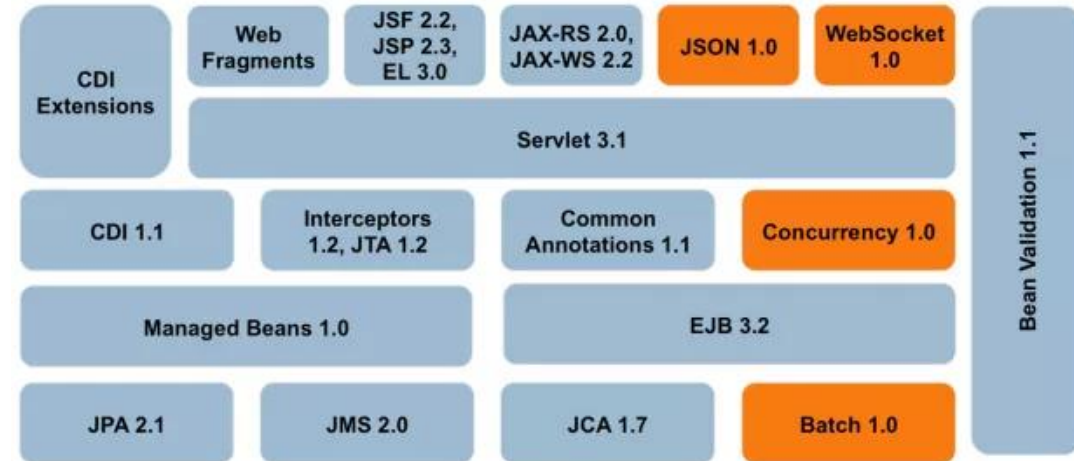 CDI
Extensions
Web
Fragments
JSF 2.2,
JSP 2.3,
EL 3.0
JAX-RS 2.0,
JAX-WS 2.2
JSON 1.0
WebSocket
1.0
Servlet 3.1
CDI 1.1
Interceptors
1.2, JTA 1.2
Common
Annotations 1.1
Concurrency 1.0
Managed Beans 1.0
EJB 3.2
JPA 2.1
JMS 2.0
JCA 1.7
Batch 1.0
Bean Validation 1.1